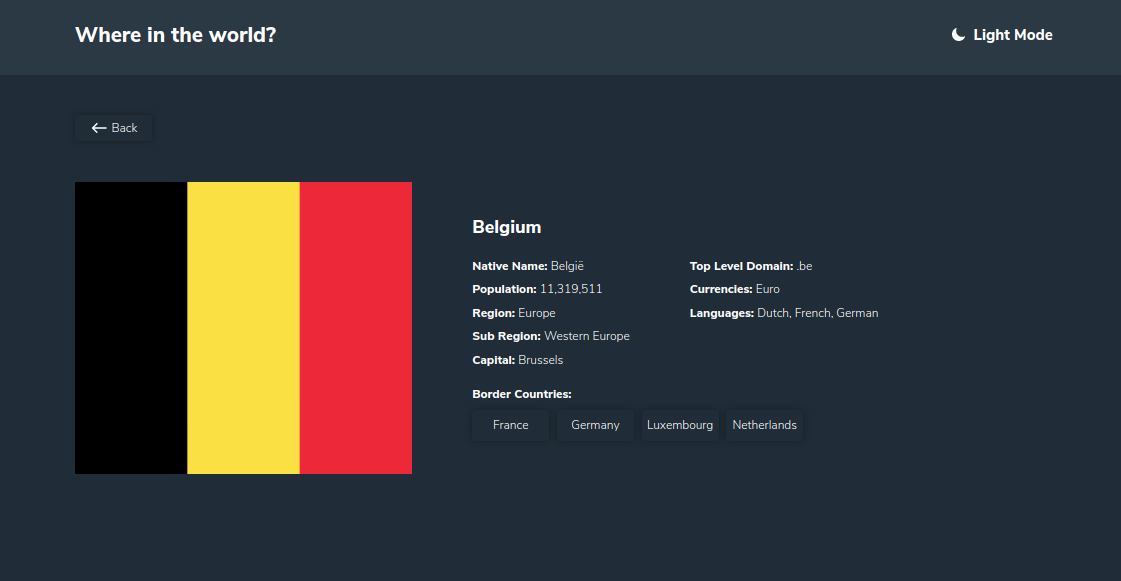 Where in the world?
Light Mode
Back
Belgium
Native Name: België
Population: 11,319,511
Region: Europe
Sub Region: Western Europe
Capital: Brussels
Top Level Domain: .be
Currencies: Euro
Languages: Dutch, French, German
Border Countries:
France
Germany
Luxembourg
Netherlands